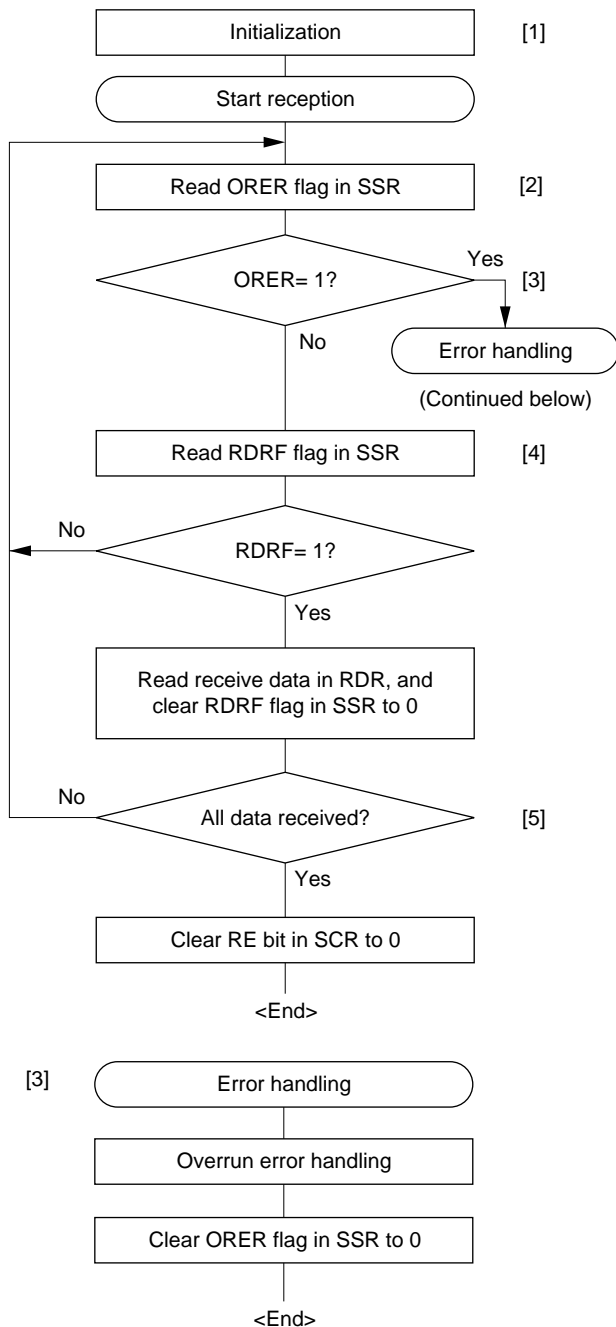 Initialization
[1]
Start reception
Read ORER flag in SSR
[2]
ORER= 1?
Yes
[3]
No
Error handling
(Continued below)
Read RDRF flag in SSR
[4]
No
RDRF= 1?
Yes
Read receive data in RDR, and
clear RDRF flag in SSR to 0
No
All data received?
[5]
Yes
Clear RE bit in SCR to 0
<End>
[3]
Error handling
Overrun error handling
Clear ORER flag in SSR to 0
<End>